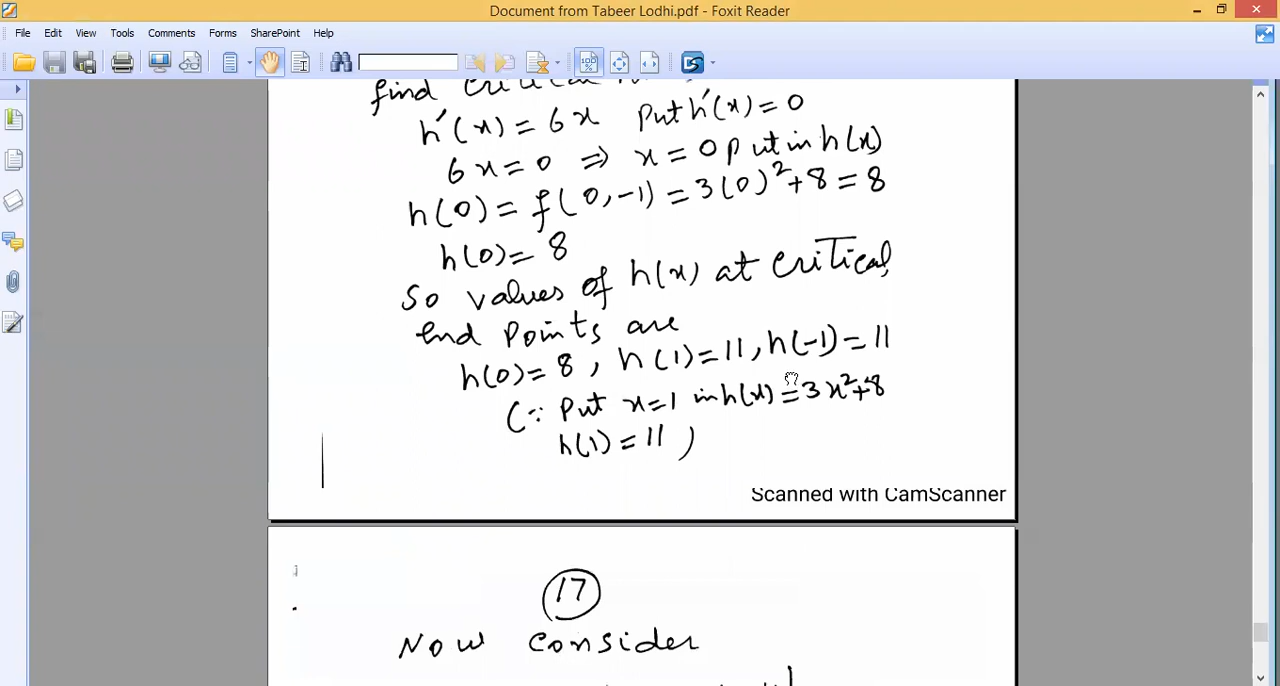 Document from Tabeer Lodhi.pdf - Foxit Reader
File Edit View Tools Comments Forms SharePoint Help
find critical
h′(x) = 6x Put h′(x) = 0
6x = 0 ⇒ x = 0 put in h(x)
h(0) = f(0, -1) = 3(0)² + 8 = 8
h(0) = 8
So values of h(x) at critical,
end points are
h(0) = 8, h(1) = 11, h(-1) = 11
(∵ Put x=1 in h(x) = 3x²+8
h(1) = 11 )
Scanned with CamScanner
17
Now consider